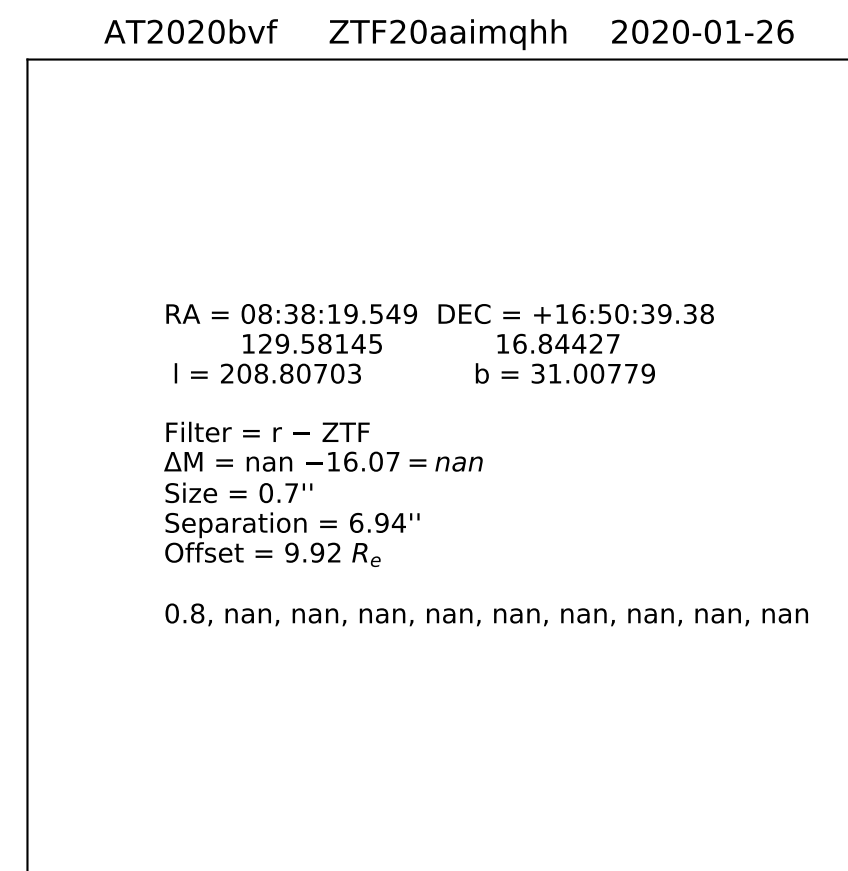 AT2020bvf ZTF20aaimqhh 2020-01-26
RA = 08:38:19.549 DEC = +16:50:39.38
129.58145 16.84427
l = 208.80703 b = 31.00779
Filter = r − ZTF
ΔM = nan −16.07 = nan
Size = 0.7''
Separation = 6.94''
Offset = 9.92 Re
0.8, nan, nan, nan, nan, nan, nan, nan, nan, nan